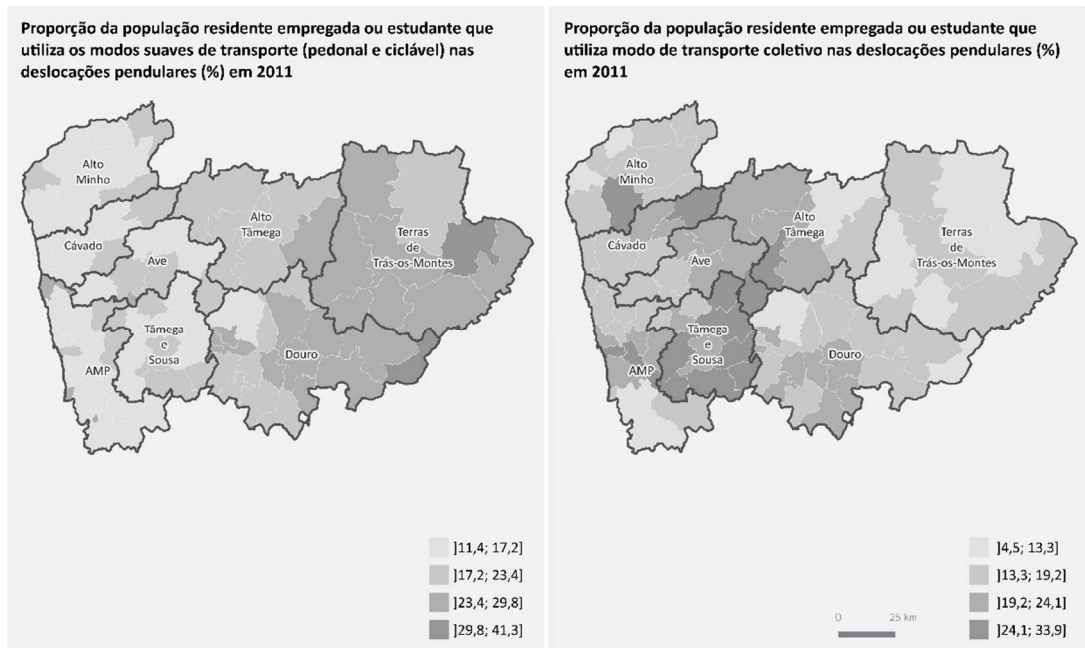 Proporção da população residente empregada ou estudante que
utiliza os modos suaves de transporte (pedonal e ciclável) nas
deslocações pendulares (%) em 2011
Alto
Minho
Cávado
Ave
Alto
Tâmega
Terras
de
Trás-os-Montes
Tâmega
e
Sousa
AMP
Douro
]11,4; 17,2]
]17,2; 23,4]
]23,4; 29,8]
]29,8; 41,3]
Proporção da população residente empregada ou estudante que
utiliza modo de transporte coletivo nas deslocações pendulares (%)
em 2011
Alto
Minho
Cávado
Ave
Alto
Tâmega
Terras
de
Trás-os-Montes
Tâmega
e
Sousa
AMP
Douro
0 25 km
]4,5; 13,3]
]13,3; 19,2]
]19,2; 24,1]
]24,1; 33,9]